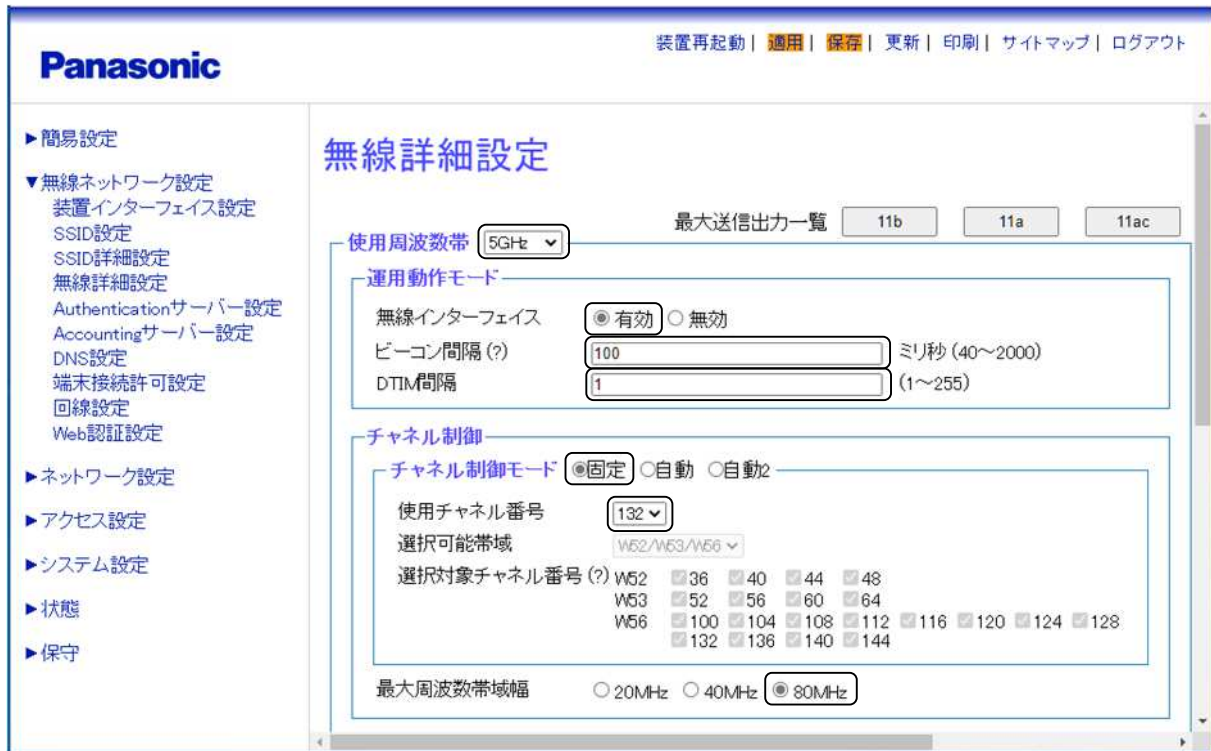 装置再起動| 適用| 保存| 更新| 印刷| サイトマップ| ログアウト
Panasonic
▶簡易設定
▼無線ネットワーク設定
装置インターフェイス設定
SSID設定
SSID詳細設定
無線詳細設定
Authenticationサーバー設定
Accountingサーバー設定
DNS設定
端末接続許可設定
回線設定
Web認証設定
▶ネットワーク設定
▶アクセス設定
▶システム設定
▶状態
▶保守
無線詳細設定
最大送信出力一覧 11b 11a 11ac
使用周波数帯 5GHz
運用動作モード
無線インターフェイス 有効 無効
ビーコン間隔(?) 100 ミリ秒(40～2000)
DTIM間隔 1 (1～255)
チャネル制御
チャネル制御モード 固定 自動 自動2
使用チャネル番号 132
選択可能帯域 W52/W53/W56
選択対象チャネル番号(?) W52 36 40 44 48
W53 52 56 60 64
W56 100 104 108 112 116 120 124 128
132 136 140 144
最大周波数帯域幅 20MHz 40MHz 80MHz